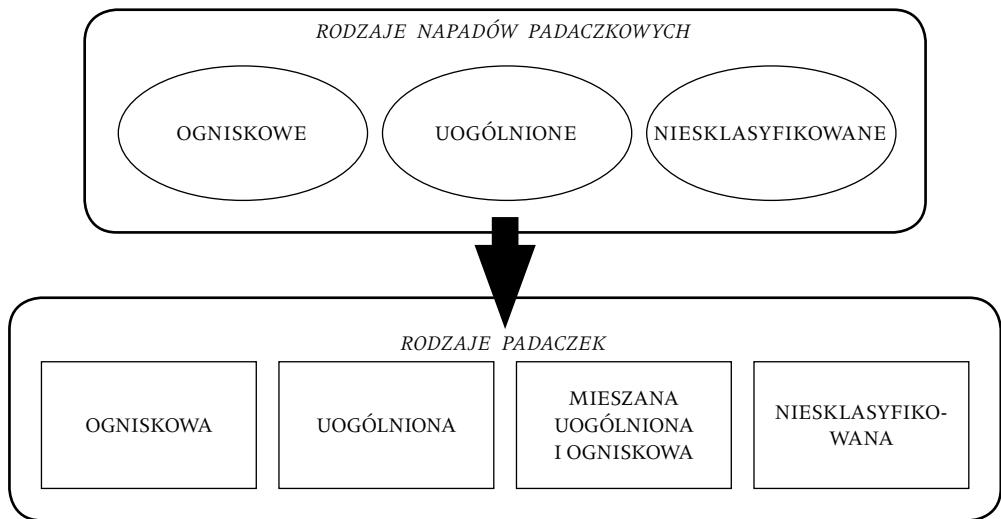 RODZAJE NAPADÓW PADACZKOWYCH
OGNISKOWE
UOGÓLNIONE
NIESKLASYFIKOWANE
RODZAJE PADACZEK
OGNISKOWA
UOGÓLNIONA
MIESZANA
UOGÓLNIONA
I OGNISKOWA
NIESKLASYFIKO-
WANA